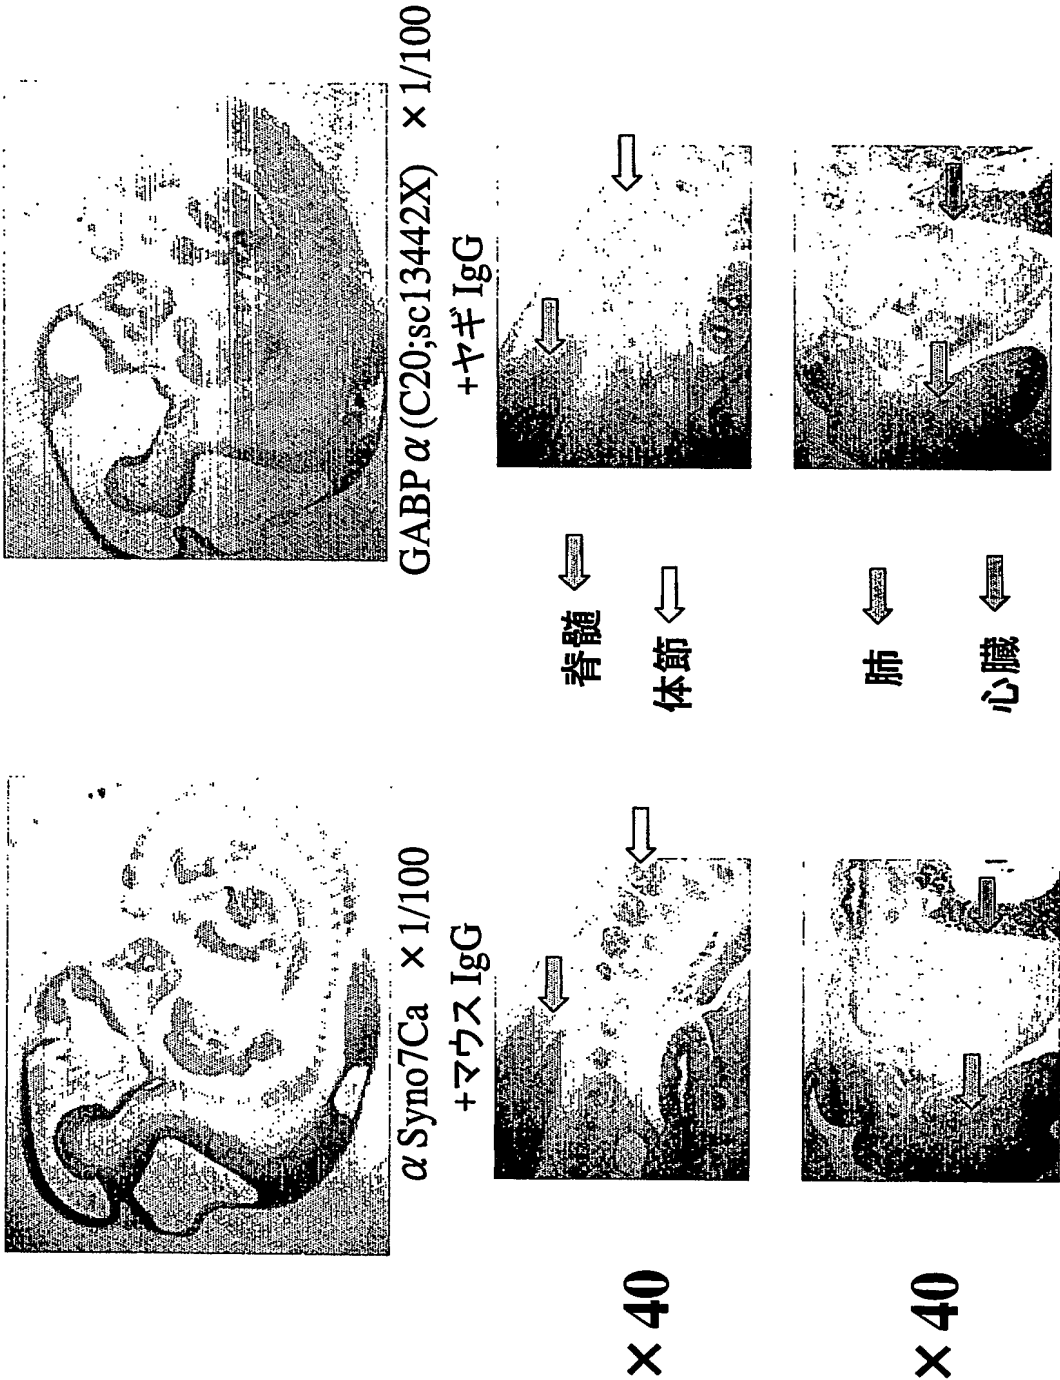 αSyno7Ca ×1/100
+マウスIgG
GABPα(C20;sc13442X) ×1/100
+ヤギIgG
×40
脊髄
体節
×40
肺
心臓